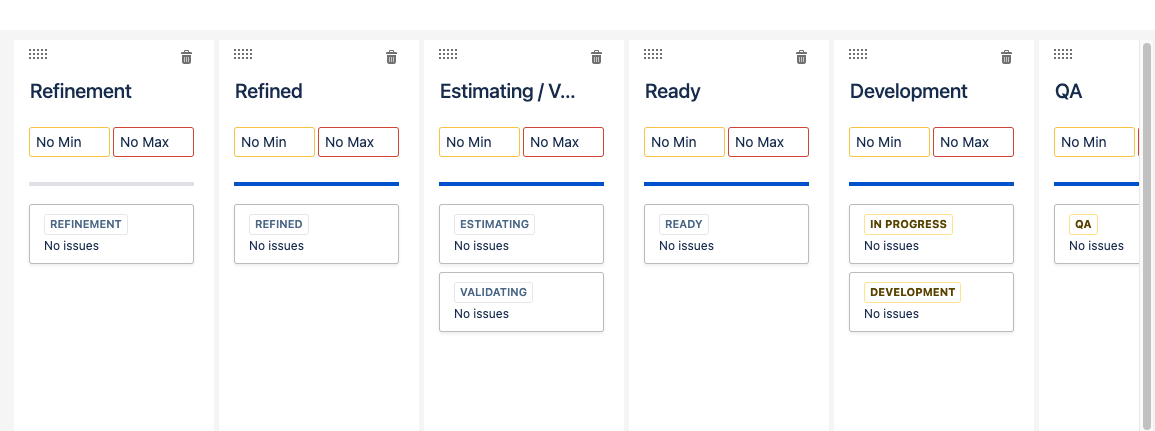 Refinement
No Min No Max
REFINEMENT
No issues
Refined
No Min No Max
REFINED
No issues
Estimating / V...
No Min No Max
ESTIMATING
No issues
VALIDATING
No issues
Ready
No Min No Max
READY
No issues
Development
No Min No Max
IN PROGRESS
No issues
DEVELOPMENT
No issues
QA
No Min
QA
No issues